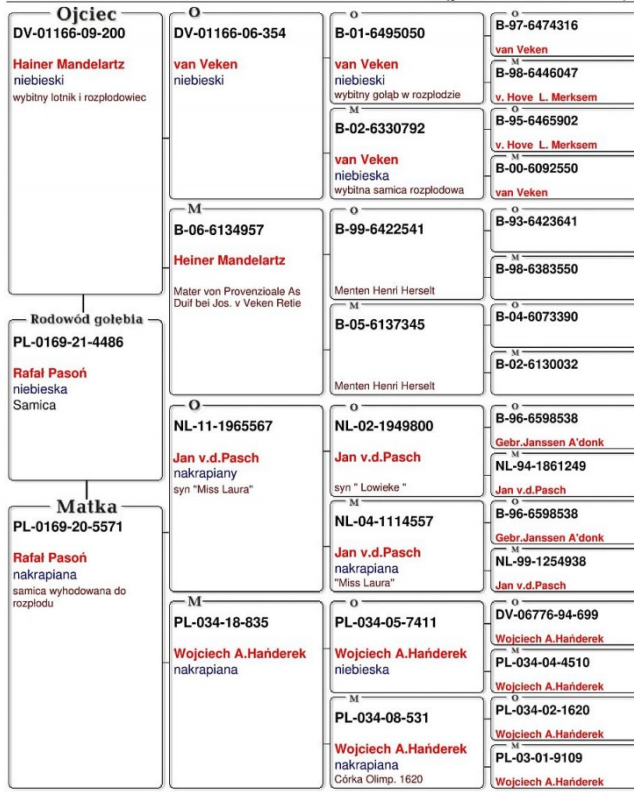 Ojciec
DV-01166-09-200
Hainer Mandelartz
niebieski
wybitny lotnik i rozpłodowiec
Rodowód gołebia
PL-0169-21-4486
Rafał Pasoń
niebieska
Samica
Matka
PL-0169-20-5571
Rafał Pasoń
nakrapiana
samica wyhodowana do
rozpłodu
O
DV-01166-06-354
van Veken
niebieski
M
B-06-6134957
Heiner Mandelartz
Mater von Provenzioale As
Duif bei Jos. v Veken Retie
O
NL-11-1965567
Jan v.d.Pasch
nakrapiany
syn "Miss Laura"
M
PL-034-18-835
Wojciech A.Hańderek
nakrapiana
O
B-01-6495050
van Veken
niebieski
wybitny gołąb w rozpłodzie
M
B-02-6330792
van Veken
niebieska
wybitna samica rozpłodowa
O
B-99-6422541
Menten Henri Herselt
M
B-05-6137345
Menten Henri Herselt
O
NL-02-1949800
Jan v.d.Pasch
syn " Lowieke "
M
NL-04-1114557
Jan v.d.Pasch
nakrapiana
"Miss Laura"
O
PL-034-05-7411
Wojciech A.Hańderek
niebieska
M
PL-034-08-531
Wojciech A.Hańderek
nakrapiana
Córka Olimp. 1620
O
B-97-6474316
van Veken
M
B-98-6446047
v. Hove L. Merksem
O
B-95-6465902
v. Hove L. Merksem
M
B-00-6092550
van Veken
O
B-93-6423641
M
B-98-6383550
O
B-04-6073390
M
B-02-6130032
O
B-96-6598538
Gebr.Janssen A'donk
M
NL-94-1861249
Jan v.d.Pasch
O
B-96-6598538
Gebr.Janssen A'donk
M
NL-99-1254938
Jan v.d.Pasch
O
DV-06776-94-699
Wojciech A.Hańderek
M
PL-034-04-4510
Wojciech A.Hańderek
O
PL-034-02-1620
Wojciech A.Hańderek
M
PL-03-01-9109
Wojciech A.Hańderek